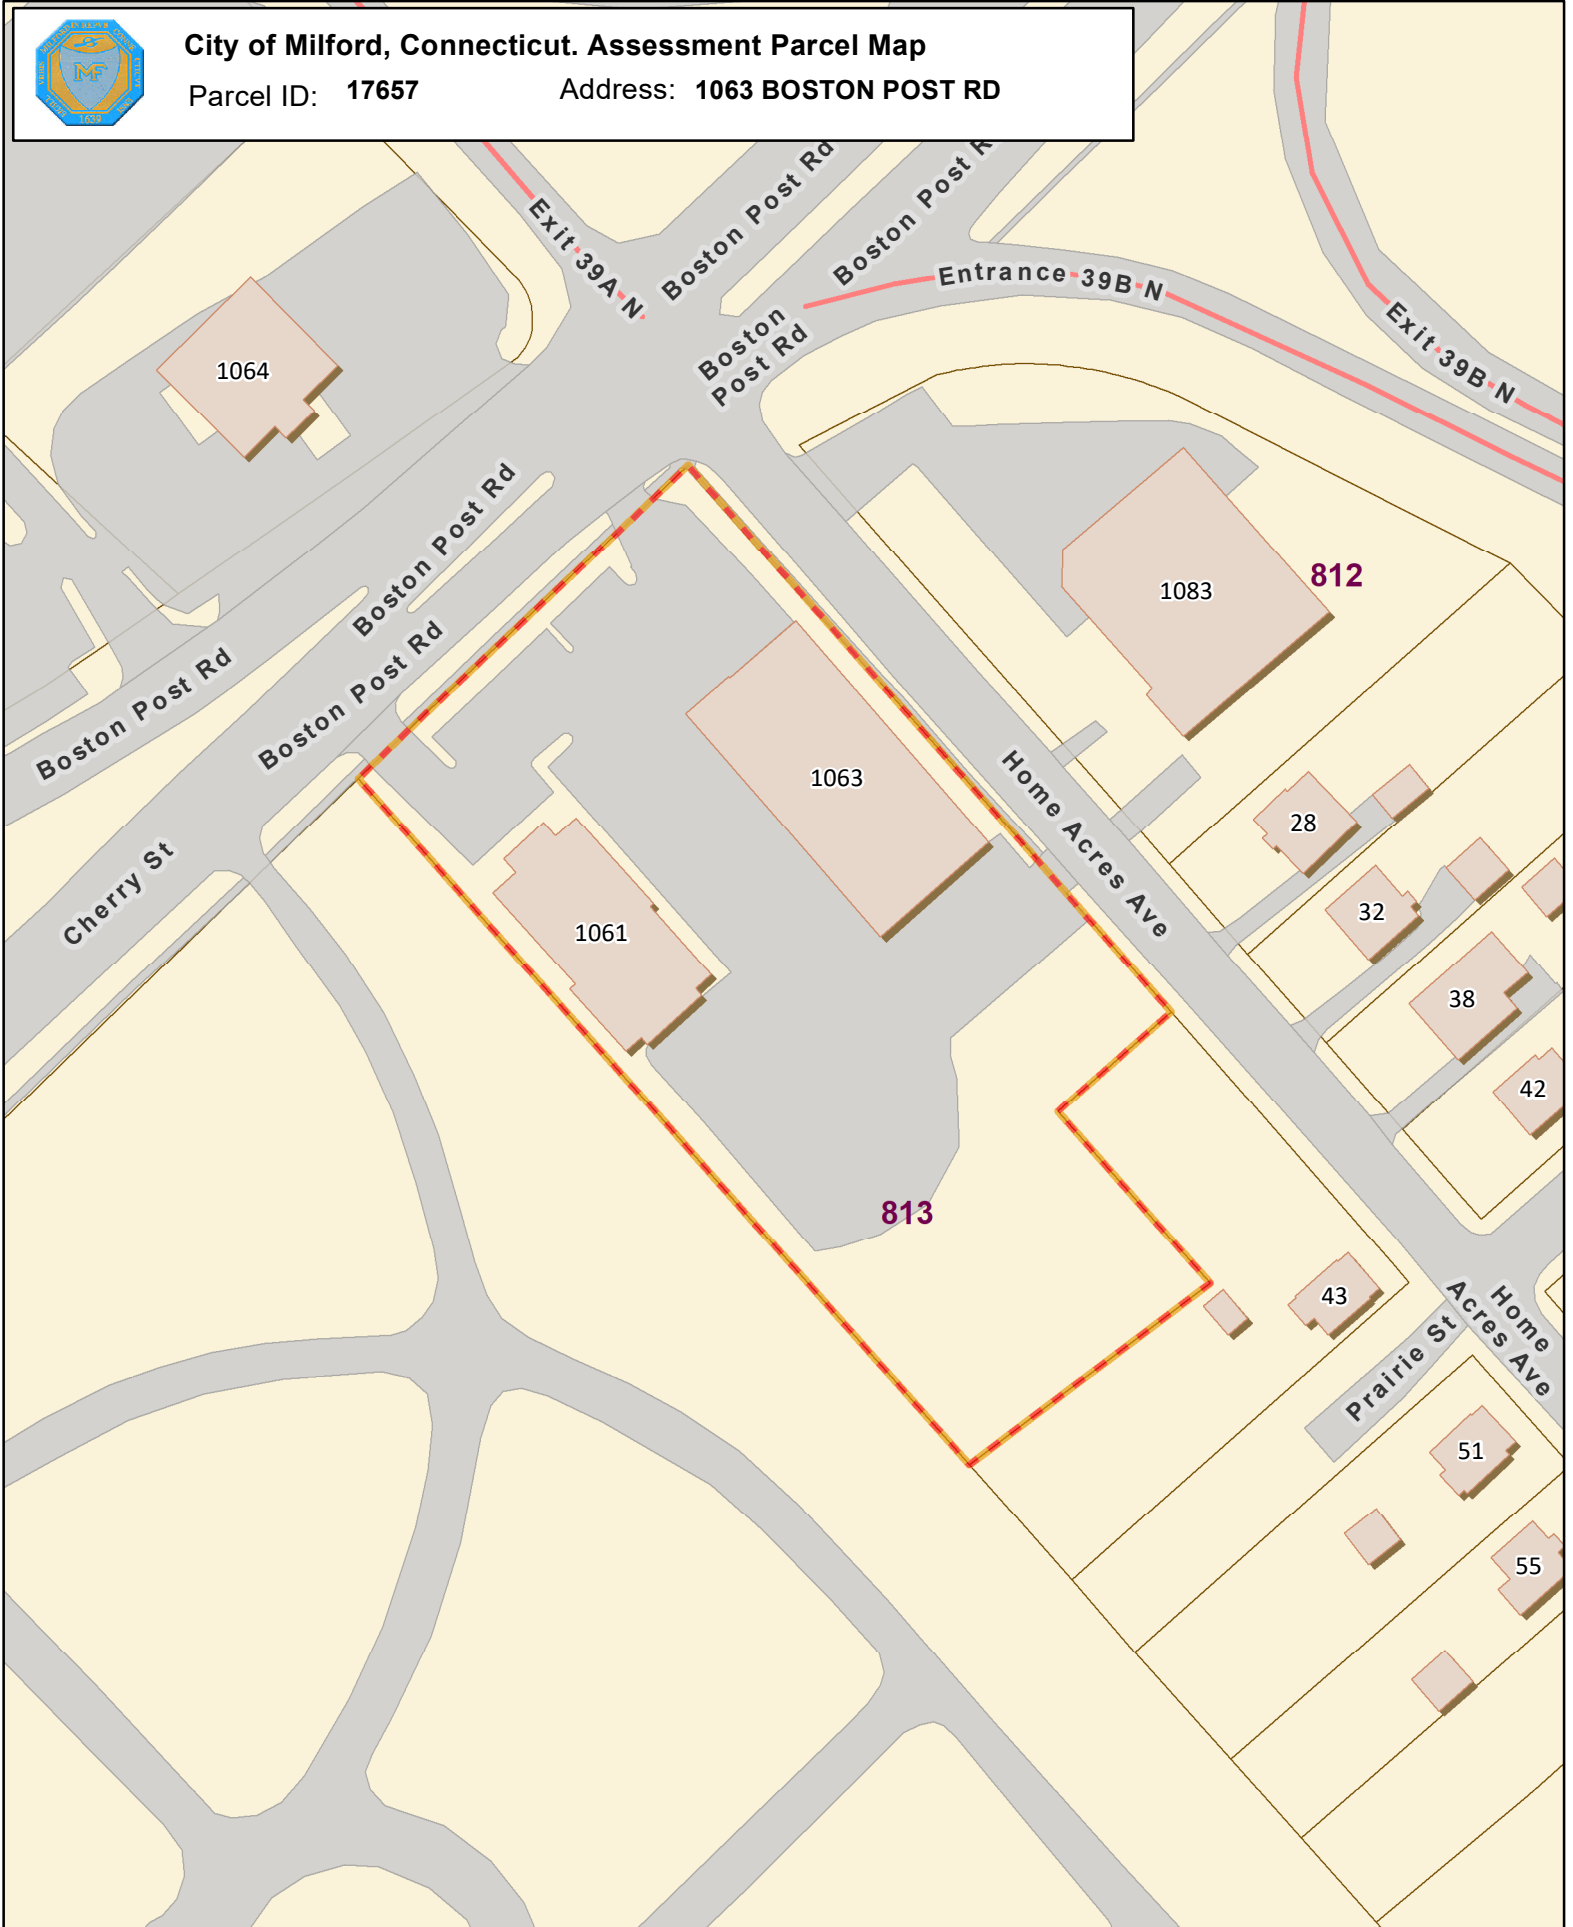 City of Milford, Connecticut. Assessment Parcel Map
Parcel ID: 17657 Address: 1063 BOSTON POST RD
1639
MF
Boston Post Rd
Boston Post R
Exit 39A N
Entrance 39B N
Exit 39B N
Boston
Post Rd
1064
Boston Post Rd
1083
812
Boston Post Rd
Boston Post Rd
1063
Home Acres Ave
28
Cherry St
32
1061
38
42
813
43
Home
Acres Ave
Prairie St
51
55